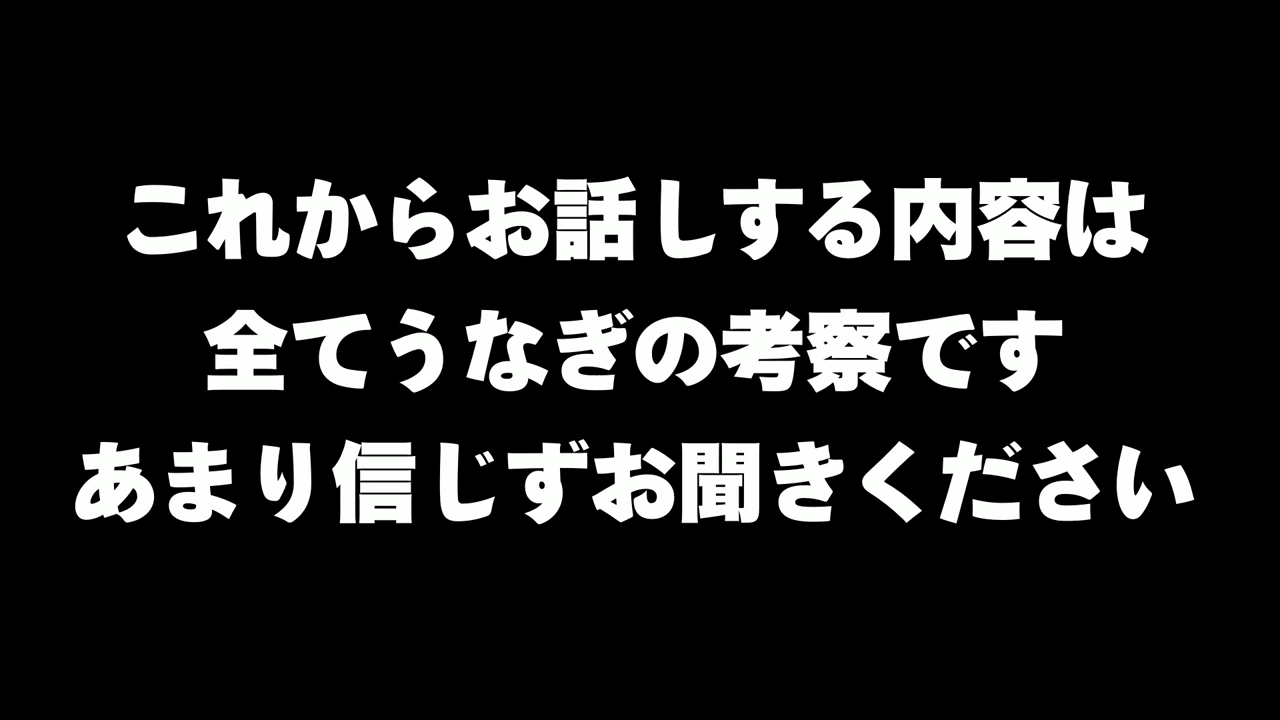 これからお話しする内容は
全てうなぎの考察です
あまり信じずお聞きください